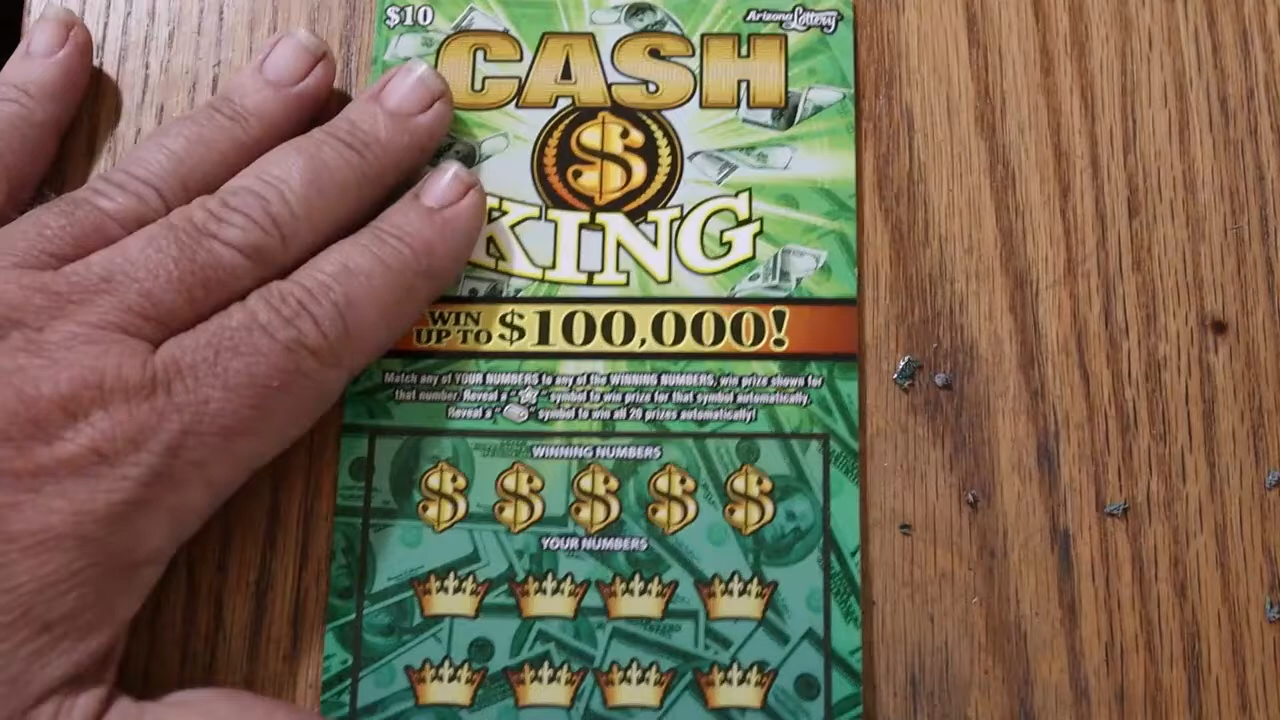 $10
Arizona Lottery
CASH
$
KING
WIN
UP TO $100,000!
Match any of YOUR NUMBERS to any of the WINNING NUMBERS, win prize shown for
that number. Reveal a " " symbol to win prize for that symbol automatically.
Reveal a " " symbol to win all 20 prizes automatically!
WINNING NUMBERS
$ $ $ $ $
YOUR NUMBERS